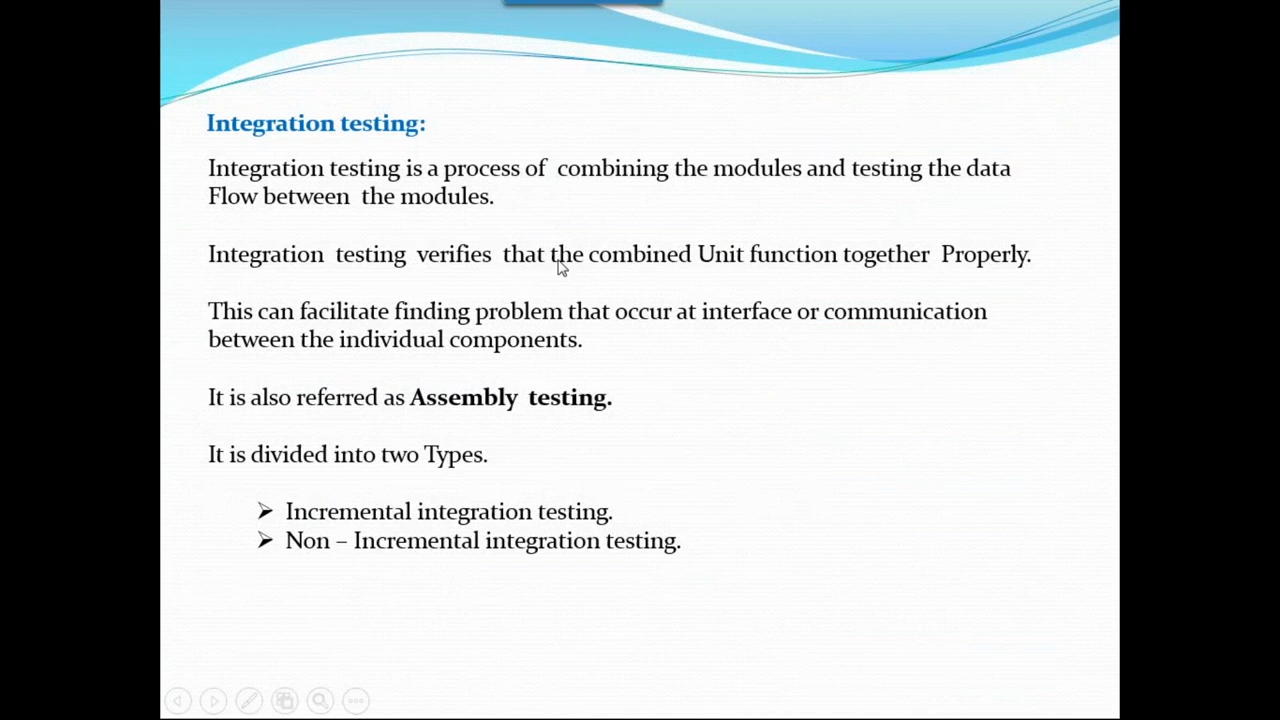 Integration testing:
Integration testing is a process of combining the modules and testing the data
Flow between the modules.
Integration testing verifies that the combined Unit function together Properly.
This can facilitate finding problem that occur at interface or communication
between the individual components.
It is also referred as Assembly testing.
It is divided into two Types.
➢ Incremental integration testing.
➢ Non – Incremental integration testing.